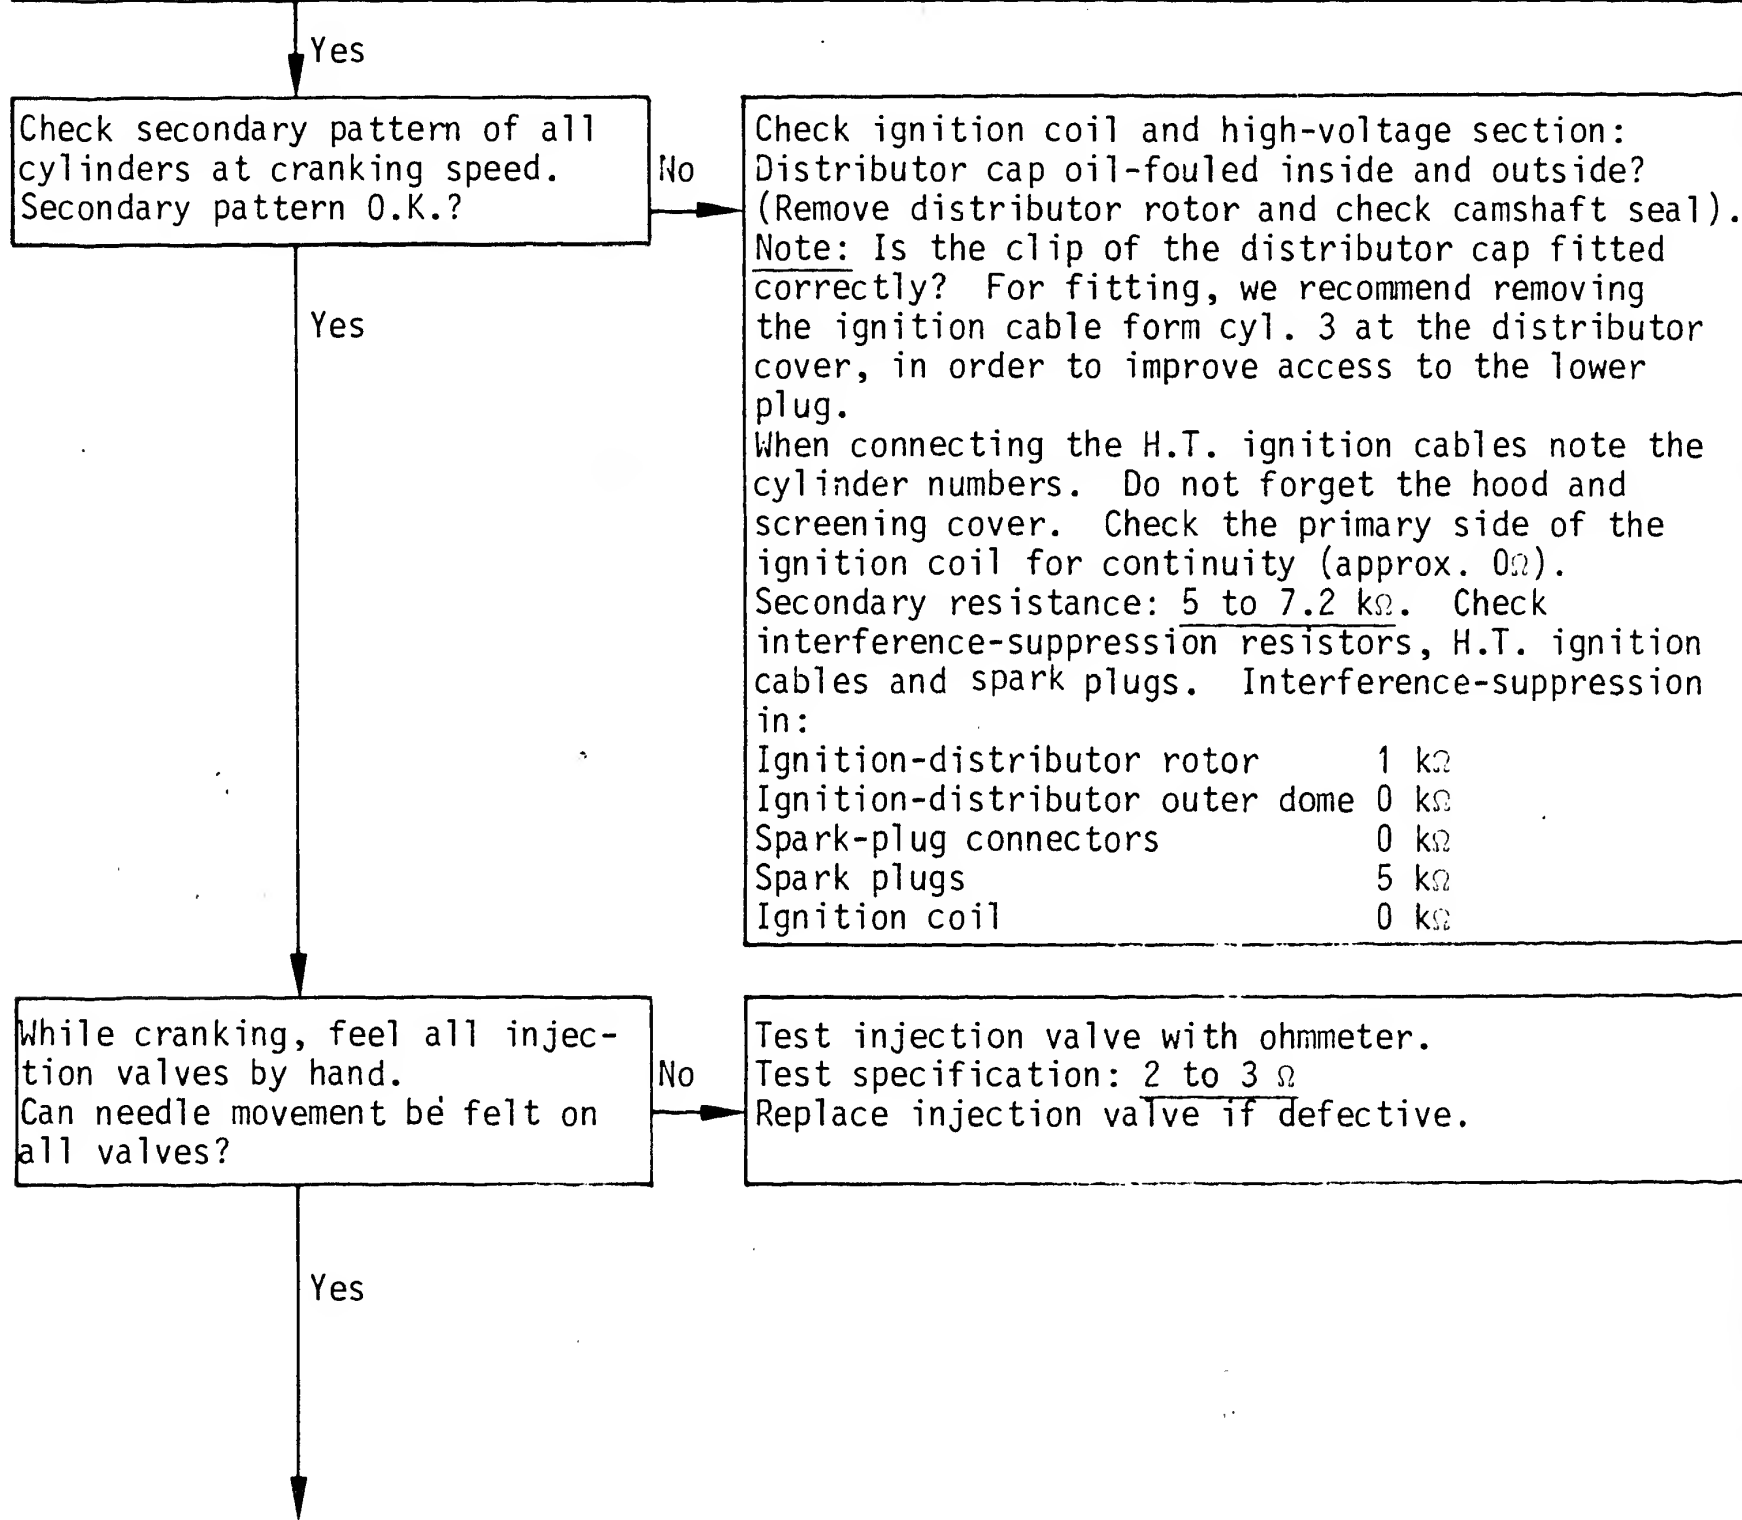 Yes
Check secondary pattern of all
cylinders at cranking speed.
Secondary pattern O.K.?
No
Check ignition coil and high-voltage section:
Distributor cap oil-fouled inside and outside?
(Remove distributor rotor and check camshaft seal).
Note: Is the clip of the distributor cap fitted
correctly? For fitting, we recommend removing
the ignition cable form cyl. 3 at the distributor
cover, in order to improve access to the lower
plug.
When connecting the H.T. ignition cables note the
cylinder numbers. Do not forget the hood and
screening cover. Check the primary side of the
ignition coil for continuity (approx. 0Ω).
Secondary resistance: 5 to 7.2 kΩ. Check
interference-suppression resistors, H.T. ignition
cables and spark plugs. Interference-suppression
in:
Ignition-distributor rotor 1 kΩ
Ignition-distributor outer dome 0 kΩ
Spark-plug connectors 0 kΩ
Spark plugs 5 kΩ
Ignition coil 0 kΩ
Yes
While cranking, feel all injec-
tion valves by hand.
Can needle movement be felt on
all valves?
No
Test injection valve with ohmmeter.
Test specification: 2 to 3 Ω
Replace injection valve if defective.
Yes